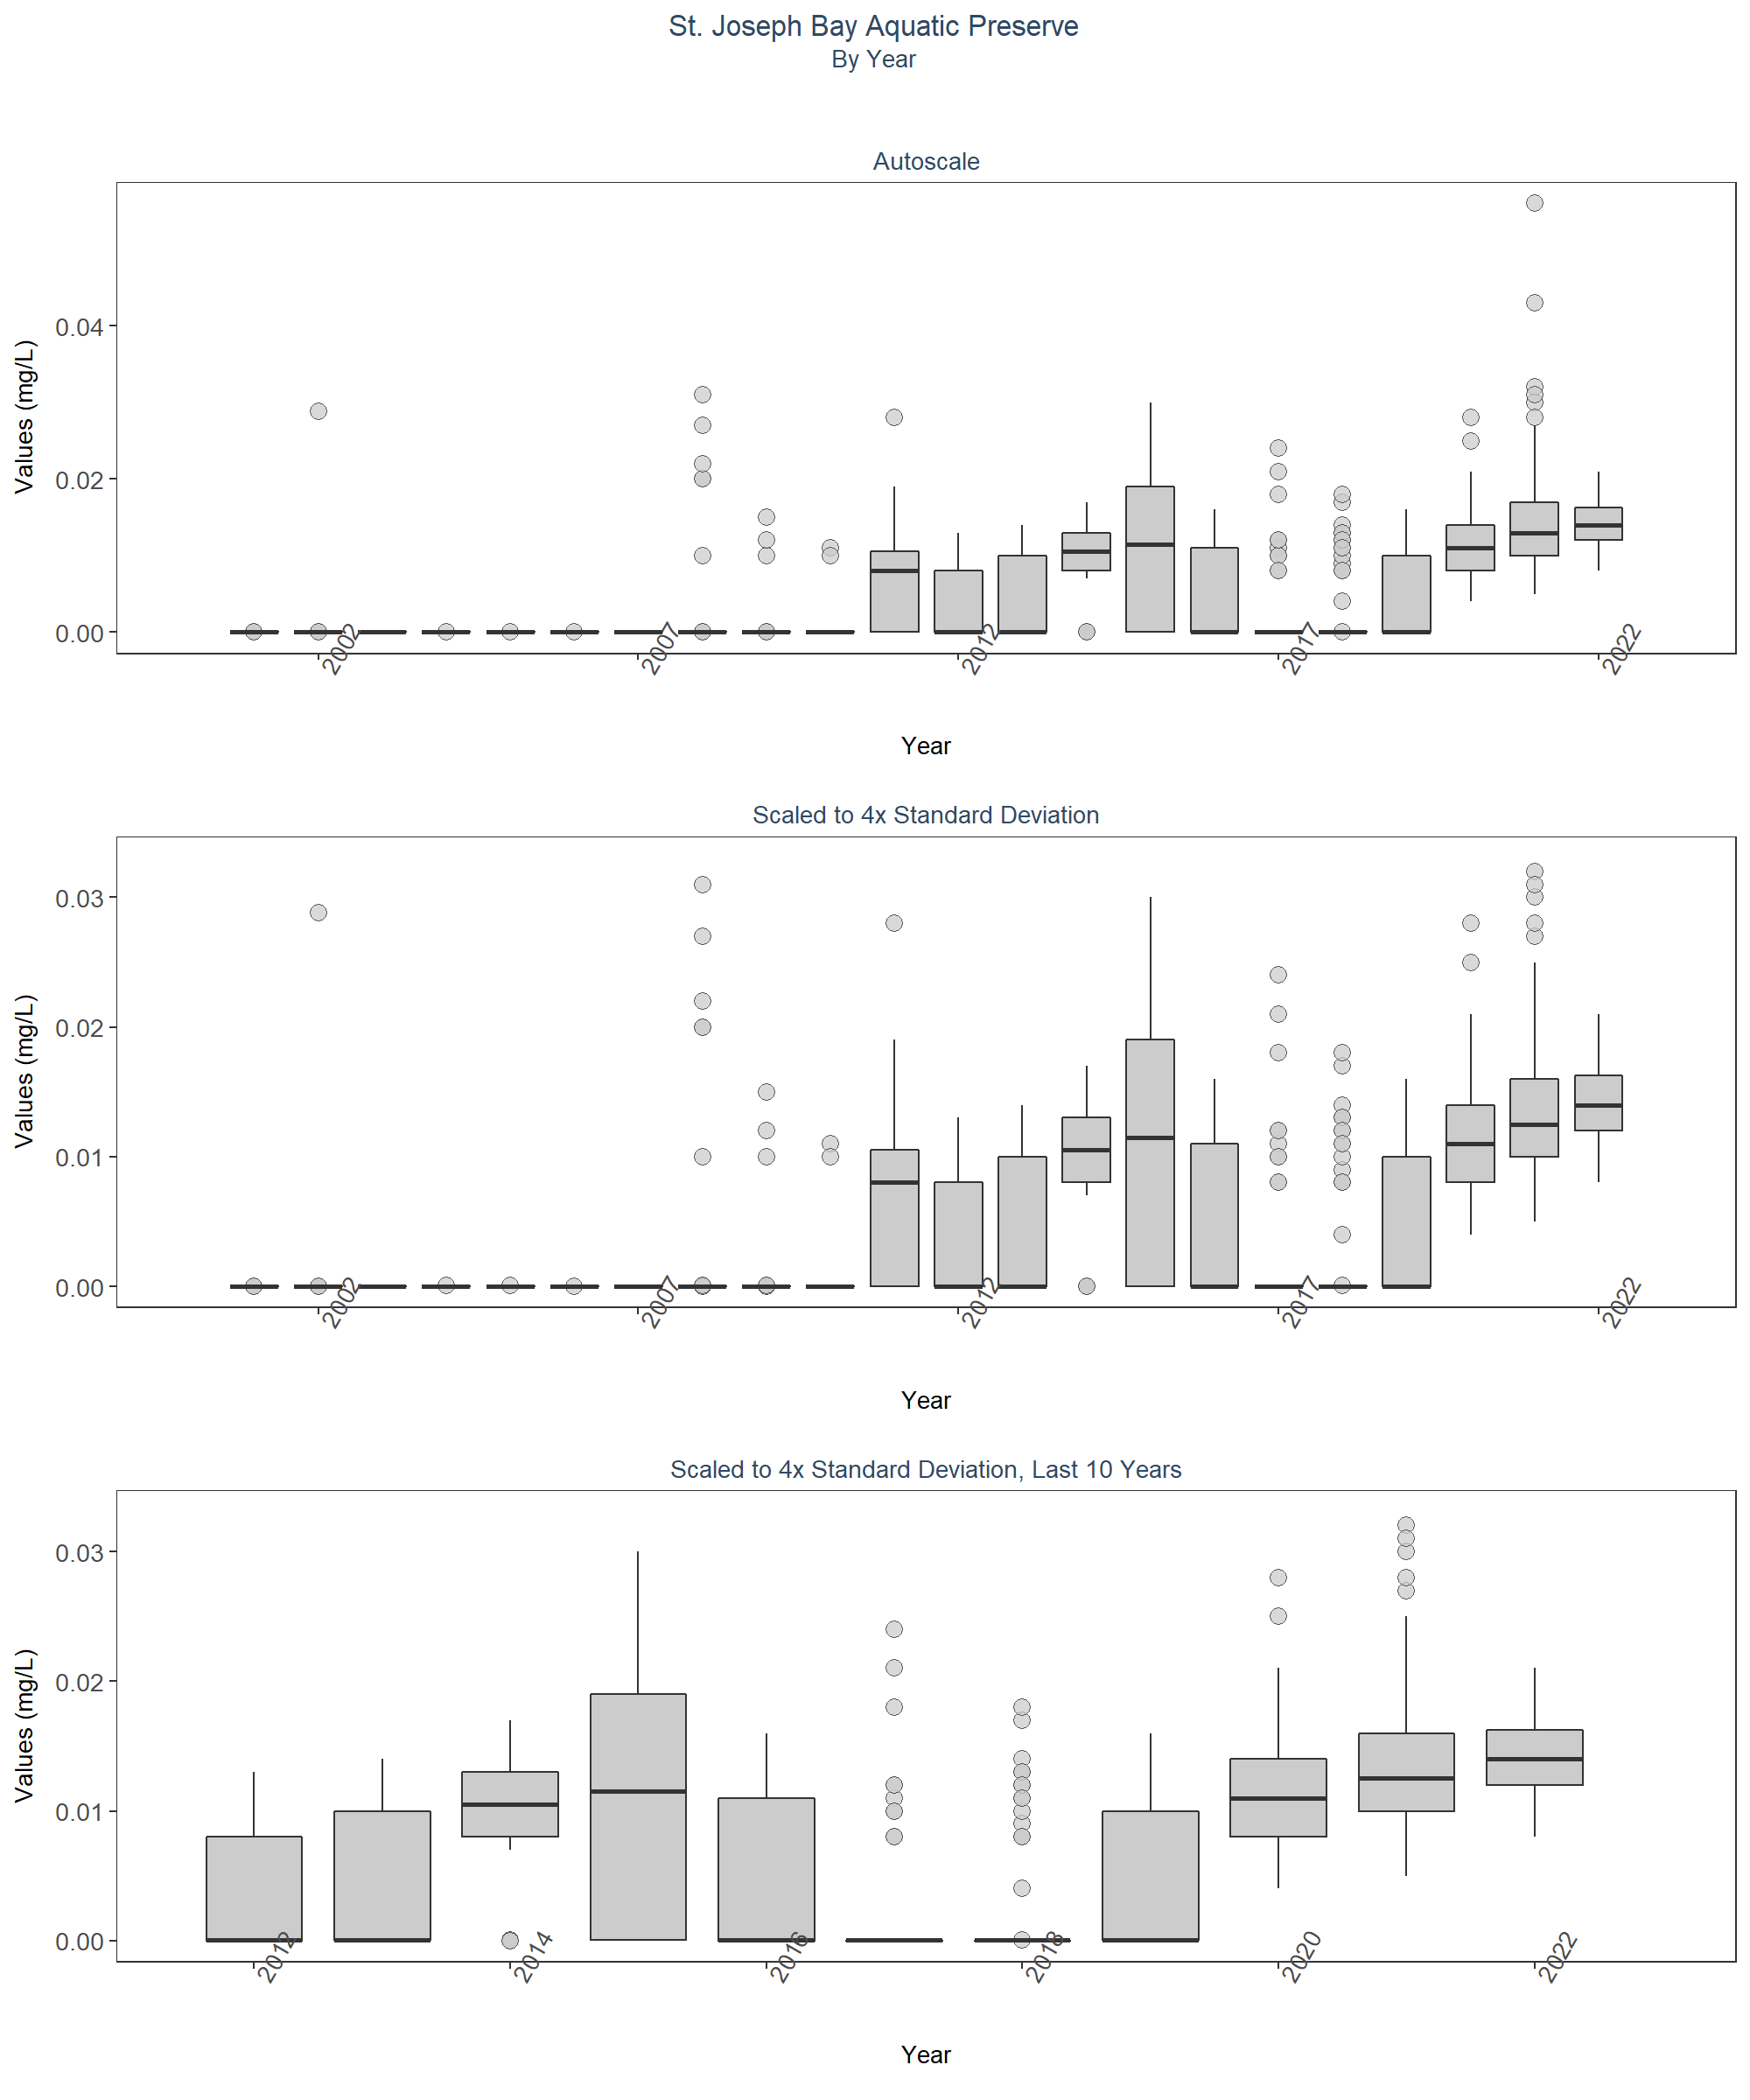 St. Joseph Bay Aquatic Preserve
By Year
Autoscale
Values (mg/L)
0.04
0.02
0.00
2002 2007 2012 2017 2022
Year
Scaled to 4x Standard Deviation
Values (mg/L)
0.03
0.02
0.01
0.00
2002 2007 2012 2017 2022
Year
Scaled to 4x Standard Deviation, Last 10 Years
Values (mg/L)
0.03
0.02
0.01
0.00
2012 2014 2016 2018 2020 2022
Year